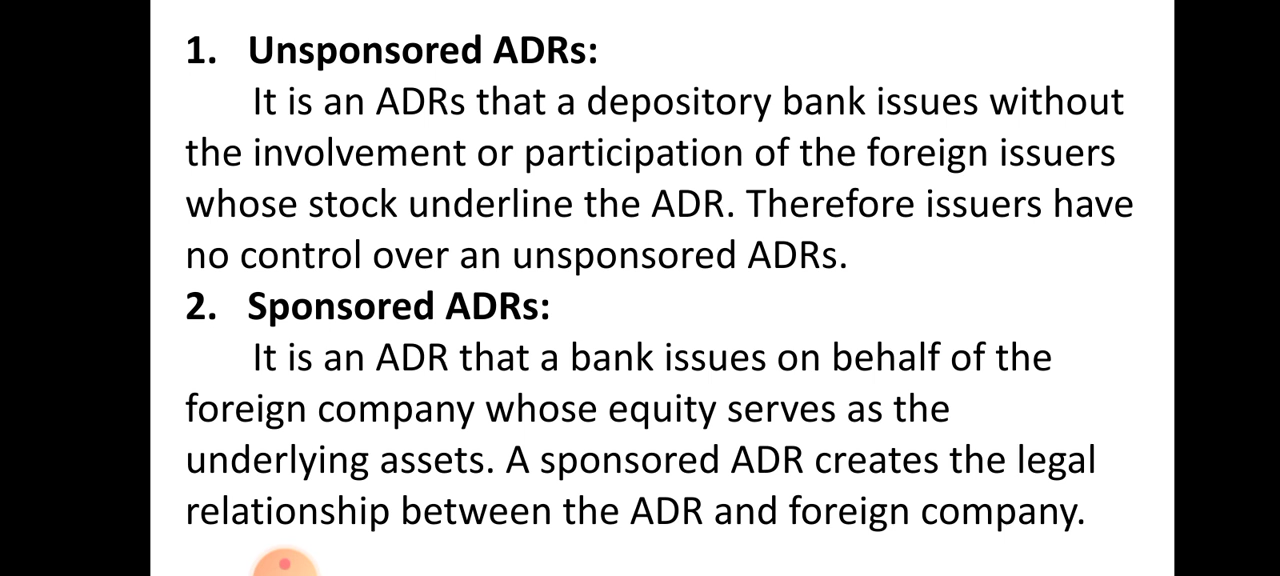 1. Unsponsored ADRs:
It is an ADRs that a depository bank issues without
the involvement or participation of the foreign issuers
whose stock underline the ADR. Therefore issuers have
no control over an unsponsored ADRs.
2. Sponsored ADRs:
It is an ADR that a bank issues on behalf of the
foreign company whose equity serves as the
underlying assets. A sponsored ADR creates the legal
relationship between the ADR and foreign company.